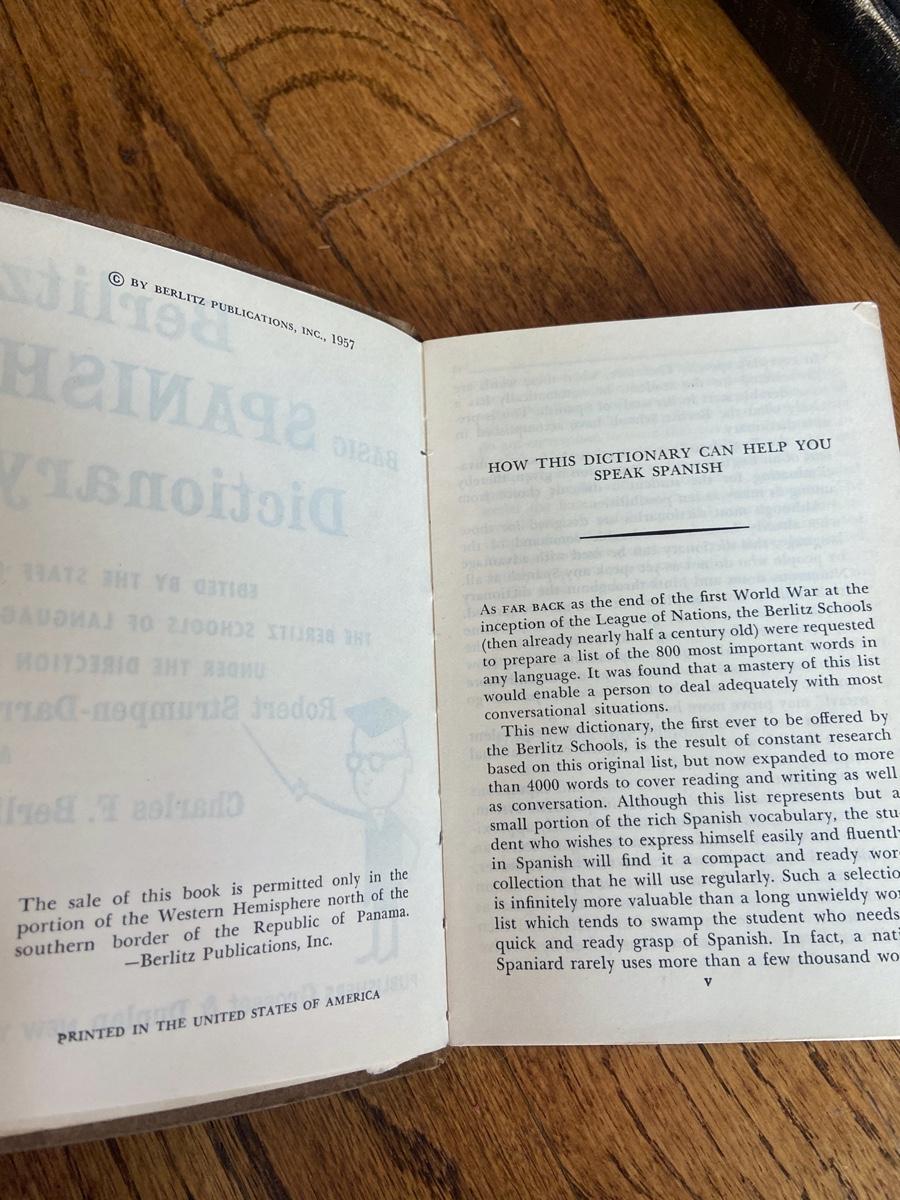 © BY BERLITZ PUBLICATIONS, INC., 1957
The sale of this book is permitted only in the
portion of the Western Hemisphere north of the
southern border of the Republic of Panama.
—Berlitz Publications, Inc.
PRINTED IN THE UNITED STATES OF AMERICA
HOW THIS DICTIONARY CAN HELP YOU
SPEAK SPANISH
AS FAR BACK as the end of the first World War at the
inception of the League of Nations, the Berlitz Schools
(then already nearly half a century old) were requested
to prepare a list of the 800 most important words in
any language. It was found that a mastery of this list
would enable a person to deal adequately with most
conversational situations.
This new dictionary, the first ever to be offered by
the Berlitz Schools, is the result of constant research
based on this original list, but now expanded to more
than 4000 words to cover reading and writing as well
as conversation. Although this list represents but a
small portion of the rich Spanish vocabulary, the stu-
dent who wishes to express himself easily and fluentl
in Spanish will find it a compact and ready wor
collection that he will use regularly. Such a selectio
is infinitely more valuable than a long unwieldy wo
list which tends to swamp the student who needs
quick and ready grasp of Spanish. In fact, a nati
Spaniard rarely uses more than a few thousand wo
v